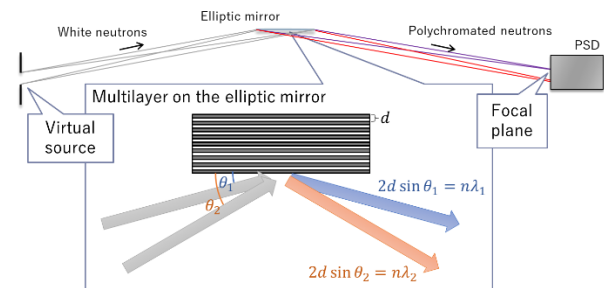 Elliptic mirror
White neutrons
Polychromated neutrons
PSD
Multilayer on the elliptic mirror
d
Virtual
source
Focal
plane
θ₁
θ₂
2d sin θ₁ = nλ₁
2d sin θ₂ = nλ₂